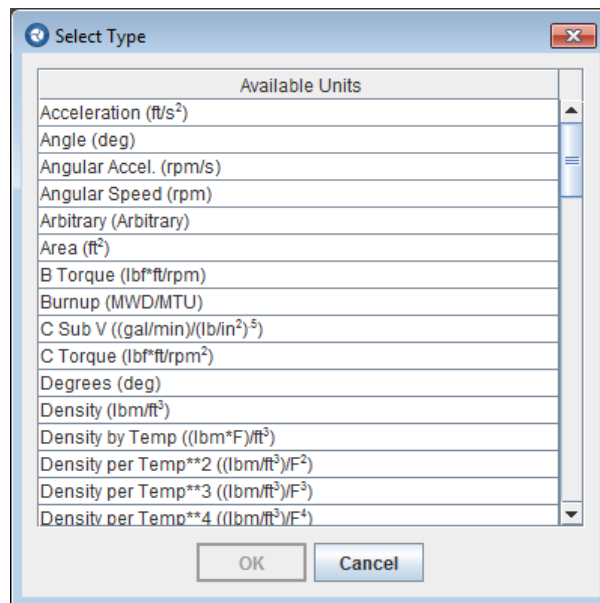 Select Type
Available Units
Acceleration (ft/s²)
Angle (deg)
Angular Accel. (rpm/s)
Angular Speed (rpm)
Arbitrary (Arbitrary)
Area (ft²)
B Torque (lbf*ft/rpm)
Burnup (MWD/MTU)
C Sub V ((gal/min)/(lb/in²)·⁵)
C Torque (lbf*ft/rpm²)
Degrees (deg)
Density (lbm/ft³)
Density by Temp ((lbm*F)/ft³)
Density per Temp**2 ((lbm/ft³)/F²)
Density per Temp**3 ((lbm/ft³)/F³)
Density per Temp**4 ((lbm/ft³)/F⁴)
OK Cancel